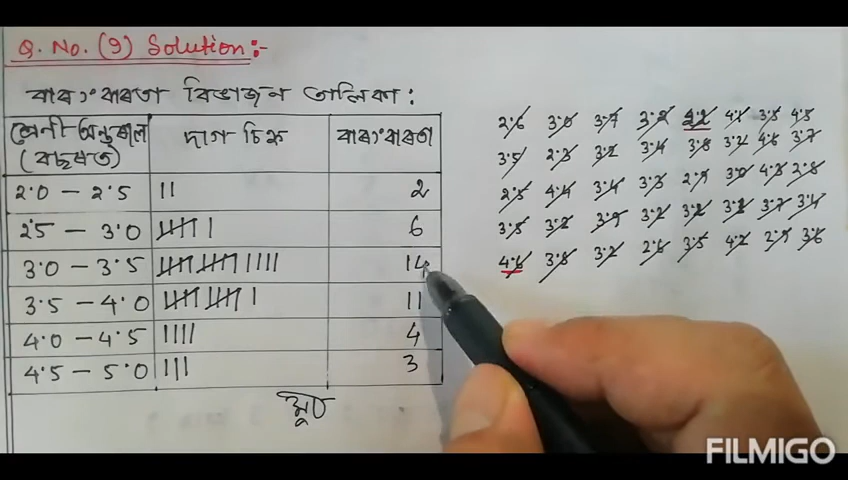 Q. No. (9) Solution:-
বাৰংবাৰতা বিভাজন তালিকা:
শ্ৰেণী অন্তৰাল দাগ চিহ্ন বাৰংবাৰতা
(বছৰত)
2.0 - 2.5 || 2
2.5 - 3.0 |||| | 6
3.0 - 3.5 |||| |||| |||| 14
3.5 - 4.0 |||| |||| | 11
4.0 - 4.5 |||| 4
4.5 - 5.0 ||| 3
মুঠ
2.6 3.0 3.7 3.2 4.1 3.5 4.5
3.5 2.3 3.2 3.4 3.8 3.2 4.6 3.7
2.5 4.4 3.4 3.3 2.9 3.0 4.3 2.8
3.5 3.2 3.9 3.2 3.2 3.7 3.4
4.6 3.8 3.2 2.6 3.5 4.2 2.9 3.6
FILMIGO